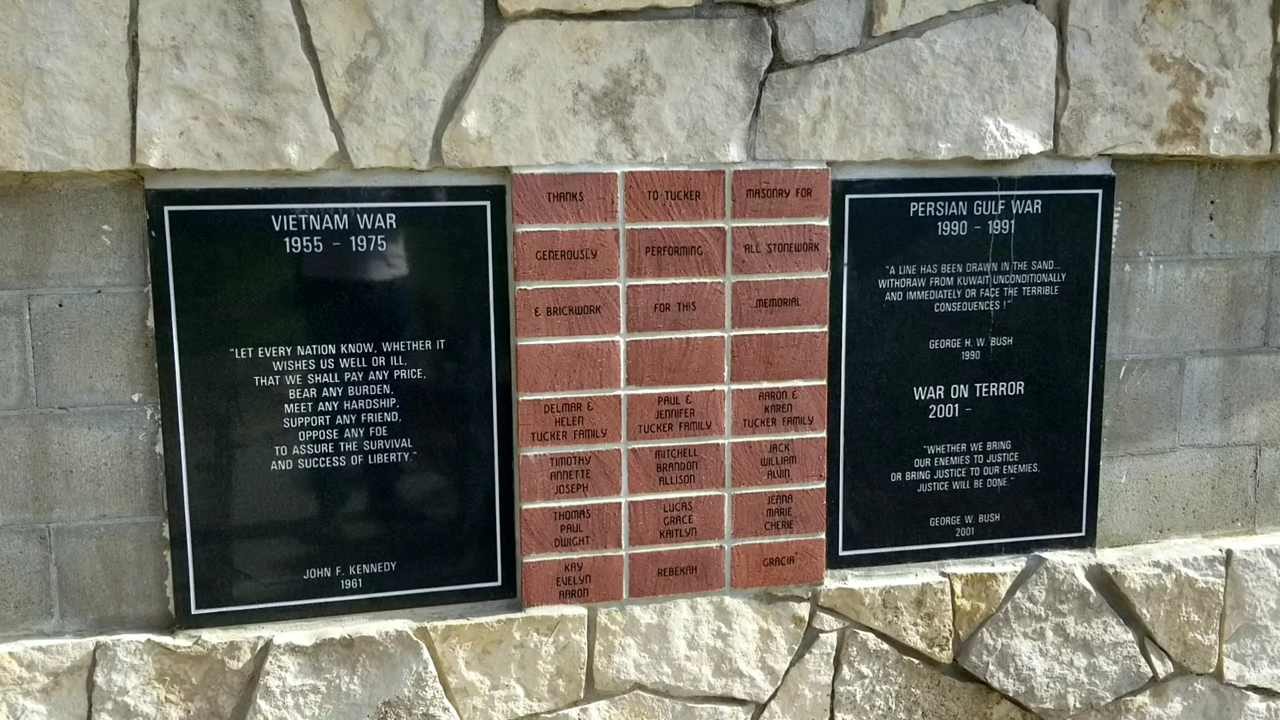 VIETNAM WAR
1955 - 1975
"LET EVERY NATION KNOW, WHETHER IT
WISHES US WELL OR ILL,
THAT WE SHALL PAY ANY PRICE,
BEAR ANY BURDEN,
MEET ANY HARDSHIP,
SUPPORT ANY FRIEND,
OPPOSE ANY FOE
TO ASSURE THE SURVIVAL
AND SUCCESS OF LIBERTY."
JOHN F. KENNEDY
1961
THANKS
TO TUCKER
MASONRY FOR
GENEROUSLY
PERFORMING
ALL STONEWORK
& BRICKWORK
FOR THIS
MEMORIAL
DELMAR &
HELEN
TUCKER FAMILY
PAUL &
JENNIFER
TUCKER FAMILY
AARON &
KAREN
TUCKER FAMILY
TIMOTHY
ANNETTE
JOSEPH
MITCHELL
BRANDON
ALLISON
JACK
WILLIAM
ALVIN
THOMAS
PAUL
DWIGHT
LUCAS
GRACE
KAITLYN
JEANA
MARIE
CHERIE
KAY
EVELYN
AARON
REBEKAH
GRACIA
PERSIAN GULF WAR
1990 - 1991
"A LINE HAS BEEN DRAWN IN THE SAND...
WITHDRAW FROM KUWAIT UNCONDITIONALLY
AND IMMEDIATELY OR FACE THE TERRIBLE
CONSEQUENCES !"
GEORGE H. W. BUSH
1990
WAR ON TERROR
2001 -
"WHETHER WE BRING
OUR ENEMIES TO JUSTICE
OR BRING JUSTICE TO OUR ENEMIES,
JUSTICE WILL BE DONE."
GEORGE W. BUSH
2001